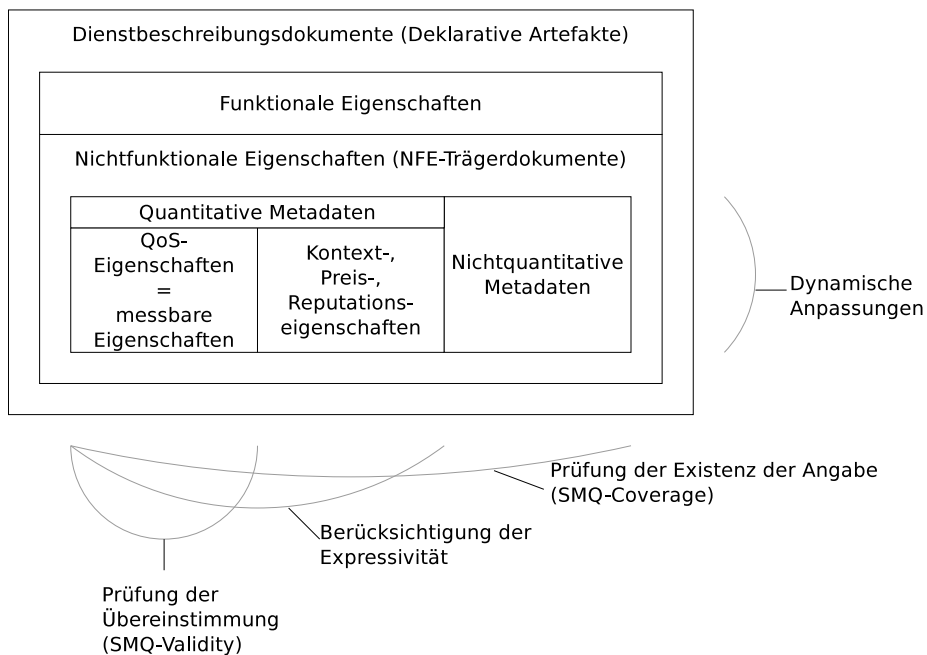 Dienstbeschreibungsdokumente (Deklarative Artefakte)
Funktionale Eigenschaften
Nichtfunktionale Eigenschaften (NFE-Trägerdokumente)
Quantitative Metadaten
QoS-
Eigenschaften
=
messbare
Eigenschaften
Kontext-,
Preis-,
Reputations-
eigenschaften
Nichtquantitative
Metadaten
Dynamische
Anpassungen
Prüfung der Existenz der Angabe
(SMQ-Coverage)
Berücksichtigung der
Expressivität
Prüfung der
Übereinstimmung
(SMQ-Validity)